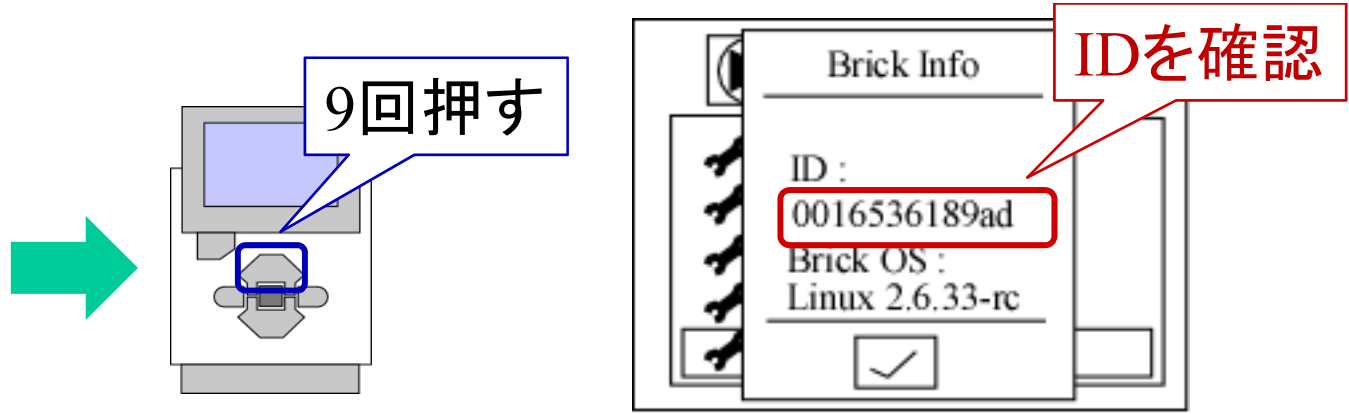 9回押す
IDを確認
Brick Info
ID :
0016536189ad
Brick OS :
Linux 2.6.33-rc